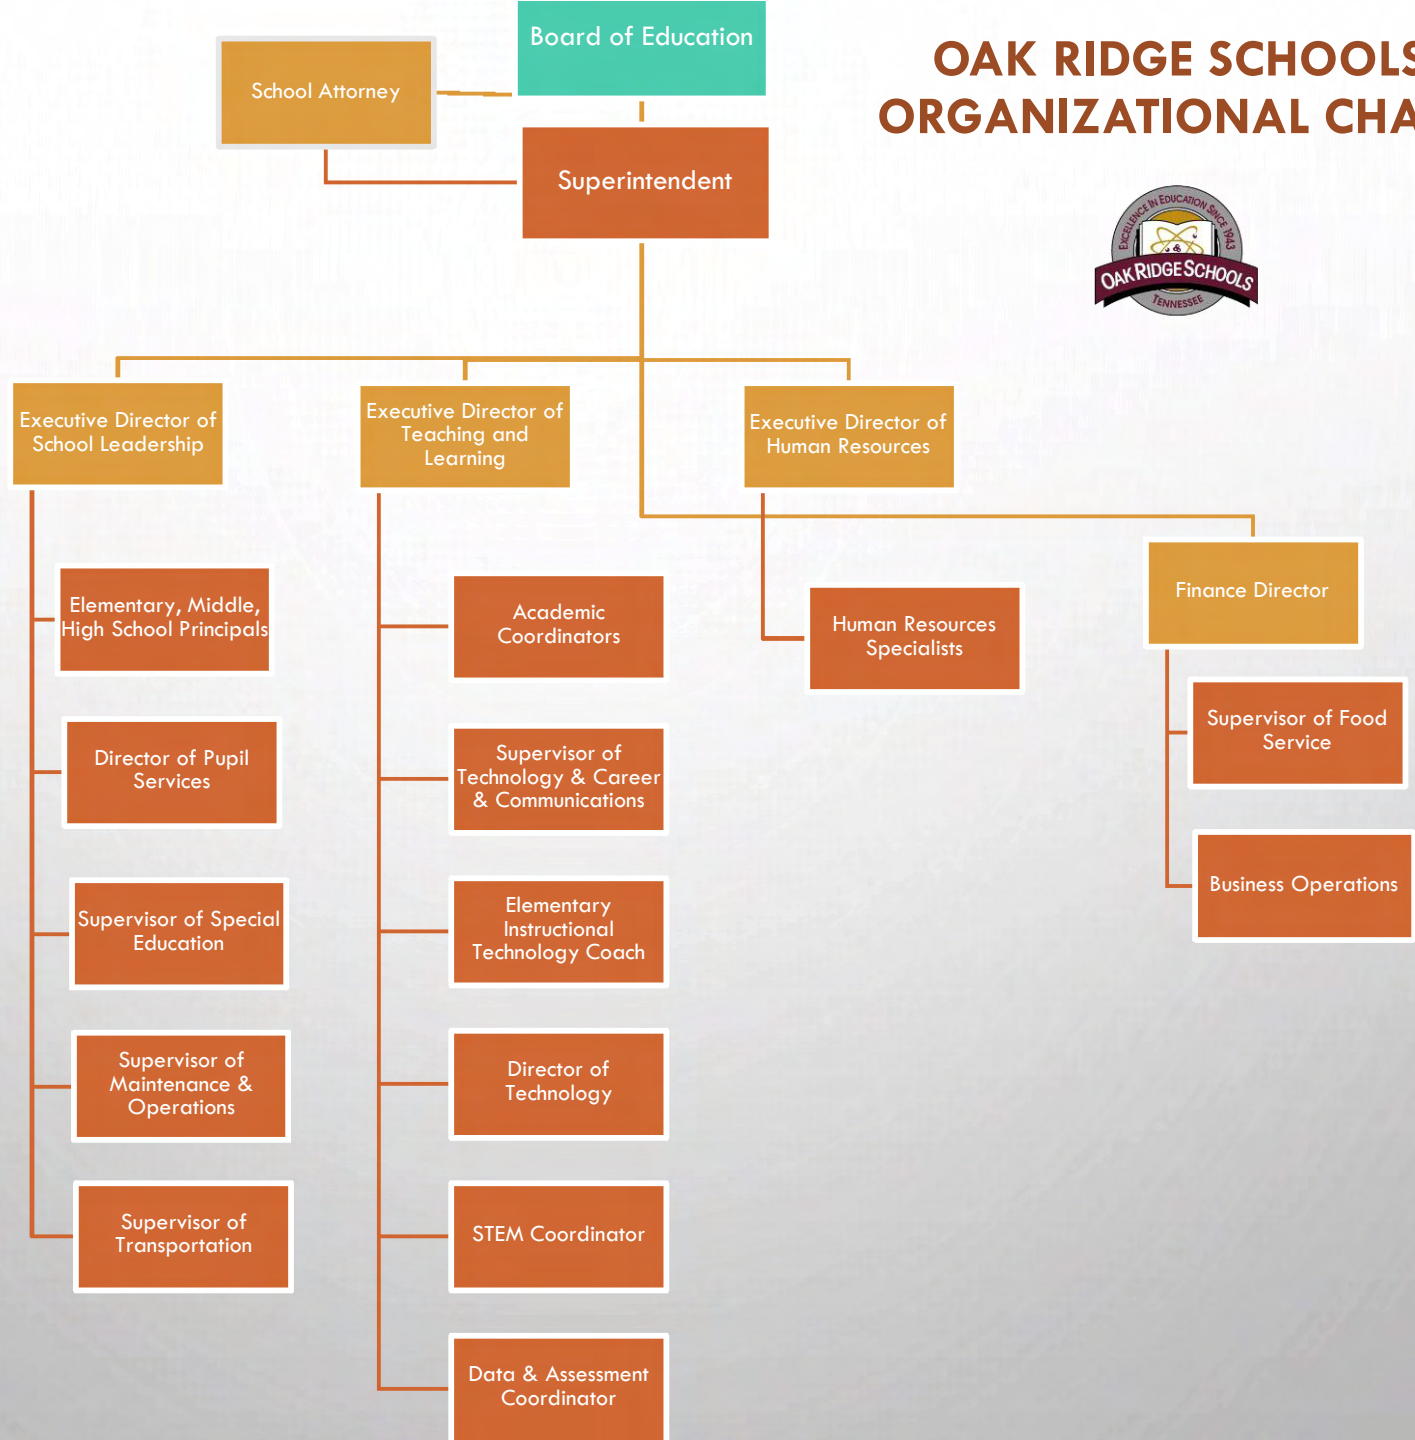 Board of Education
OAK RIDGE SCHOOLS
ORGANIZATIONAL CHA
School Attorney
Superintendent
EXCELLENCE IN EDUCATION SINCE 1943
&
OAK RIDGE SCHOOLS
TENNESSEE
Executive Director of
School Leadership
Executive Director of
Teaching and
Learning
Executive Director of
Human Resources
Finance Director
Elementary, Middle,
High School Principals
Director of Pupil
Services
Supervisor of Special
Education
Supervisor of
Maintenance &
Operations
Supervisor of
Transportation
Academic
Coordinators
Supervisor of
Technology & Career
& Communications
Elementary
Instructional
Technology Coach
Director of
Technology
STEM Coordinator
Data & Assessment
Coordinator
Human Resources
Specialists
Supervisor of Food
Service
Business Operations